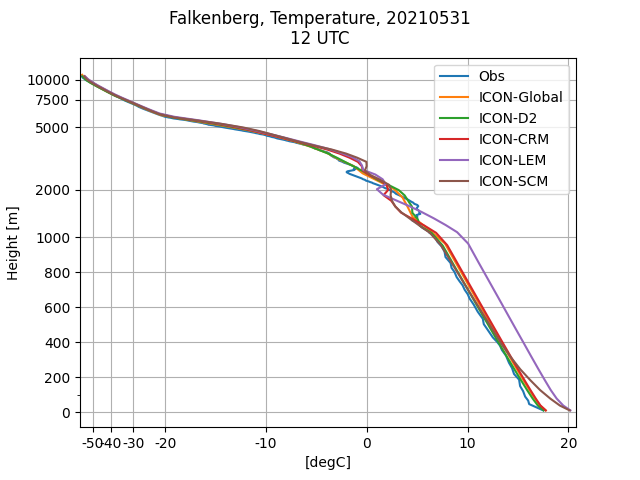 Falkenberg, Temperature, 20210531
12 UTC
Height [m]
10000
7500
5000
2000
1000
800
600
400
200
0
Obs
ICON-Global
ICON-D2
ICON-CRM
ICON-LEM
ICON-SCM
-50 -40 -30 -20 -10 0 10 20
[degC]